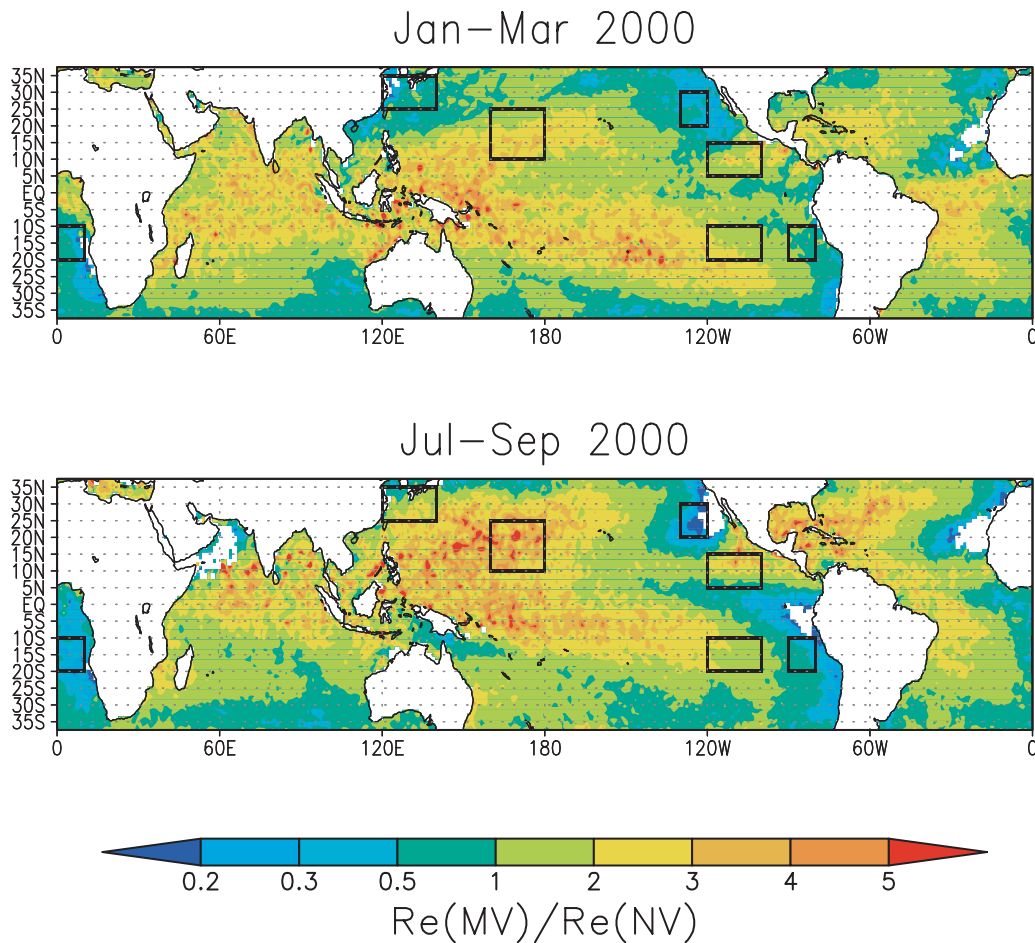 Jan-Mar 2000
35N
30N
25N
20N
15N
10N
5N
EQ
5S
10S
15S
20S
25S
30S
35S
0 60E 120E 180 120W 60W 0
Jul-Sep 2000
35N
30N
25N
20N
15N
10N
5N
EQ
5S
10S
15S
20S
25S
30S
35S
0 60E 120E 180 120W 60W 0
0.2 0.3 0.5 1 2 3 4 5
Re(MV)/Re(NV)